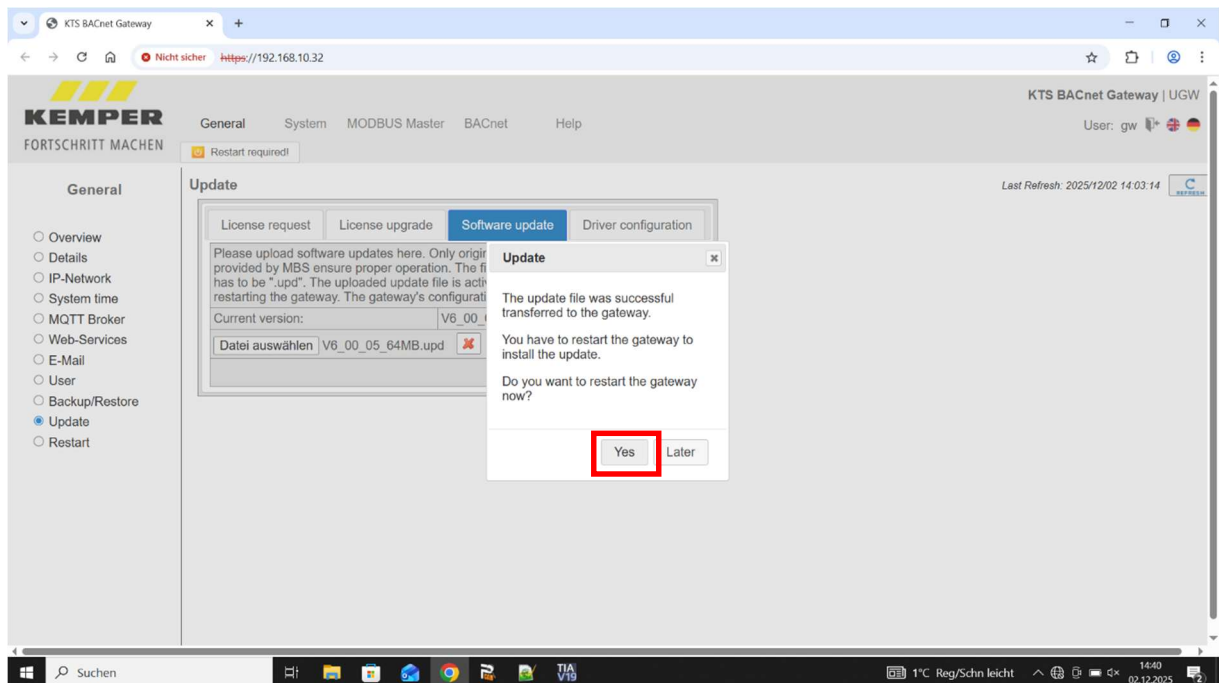 KTS BACnet Gateway
Nicht sicher https://192.168.10.32
KTS BACnet Gateway | UGW
KEMPER
FORTSCHRITT MACHEN
General System MODBUS Master BACnet Help
User: gw
Restart required!
General
Update
Last Refresh: 2025/12/02 14:03:14
REFRESH
Overview
Details
IP-Network
System time
MQTT Broker
Web-Services
E-Mail
User
Backup/Restore
Update
Restart
License request License upgrade Software update Driver configuration
Please upload software updates here. Only
provided by MBS ensure proper operation. The
has to be ".upd". The uploaded update file is
restarting the gateway. The gateway's
Current version:
Datei auswählen V6_00_05_64MB.upd
Update
The update file was successful
transferred to the gateway.
You have to restart the gateway to
install the update.
Do you want to restart the gateway
now?
Yes Later
Suchen
TIA
V19
1°C Reg/Schn leicht
14:40
02.12.2025
2